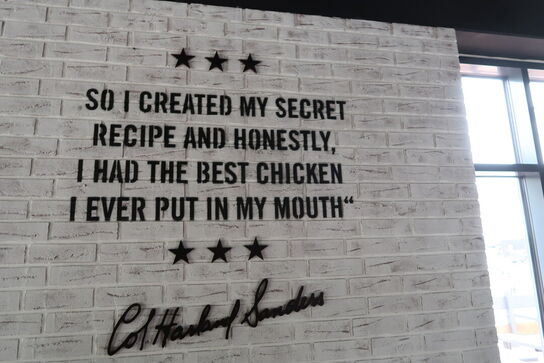 SO I CREATED MY SECRET
RECIPE AND HONESTLY,
I HAD THE BEST CHICKEN
I EVER PUT IN MY MOUTH“
Col Harland Sanders